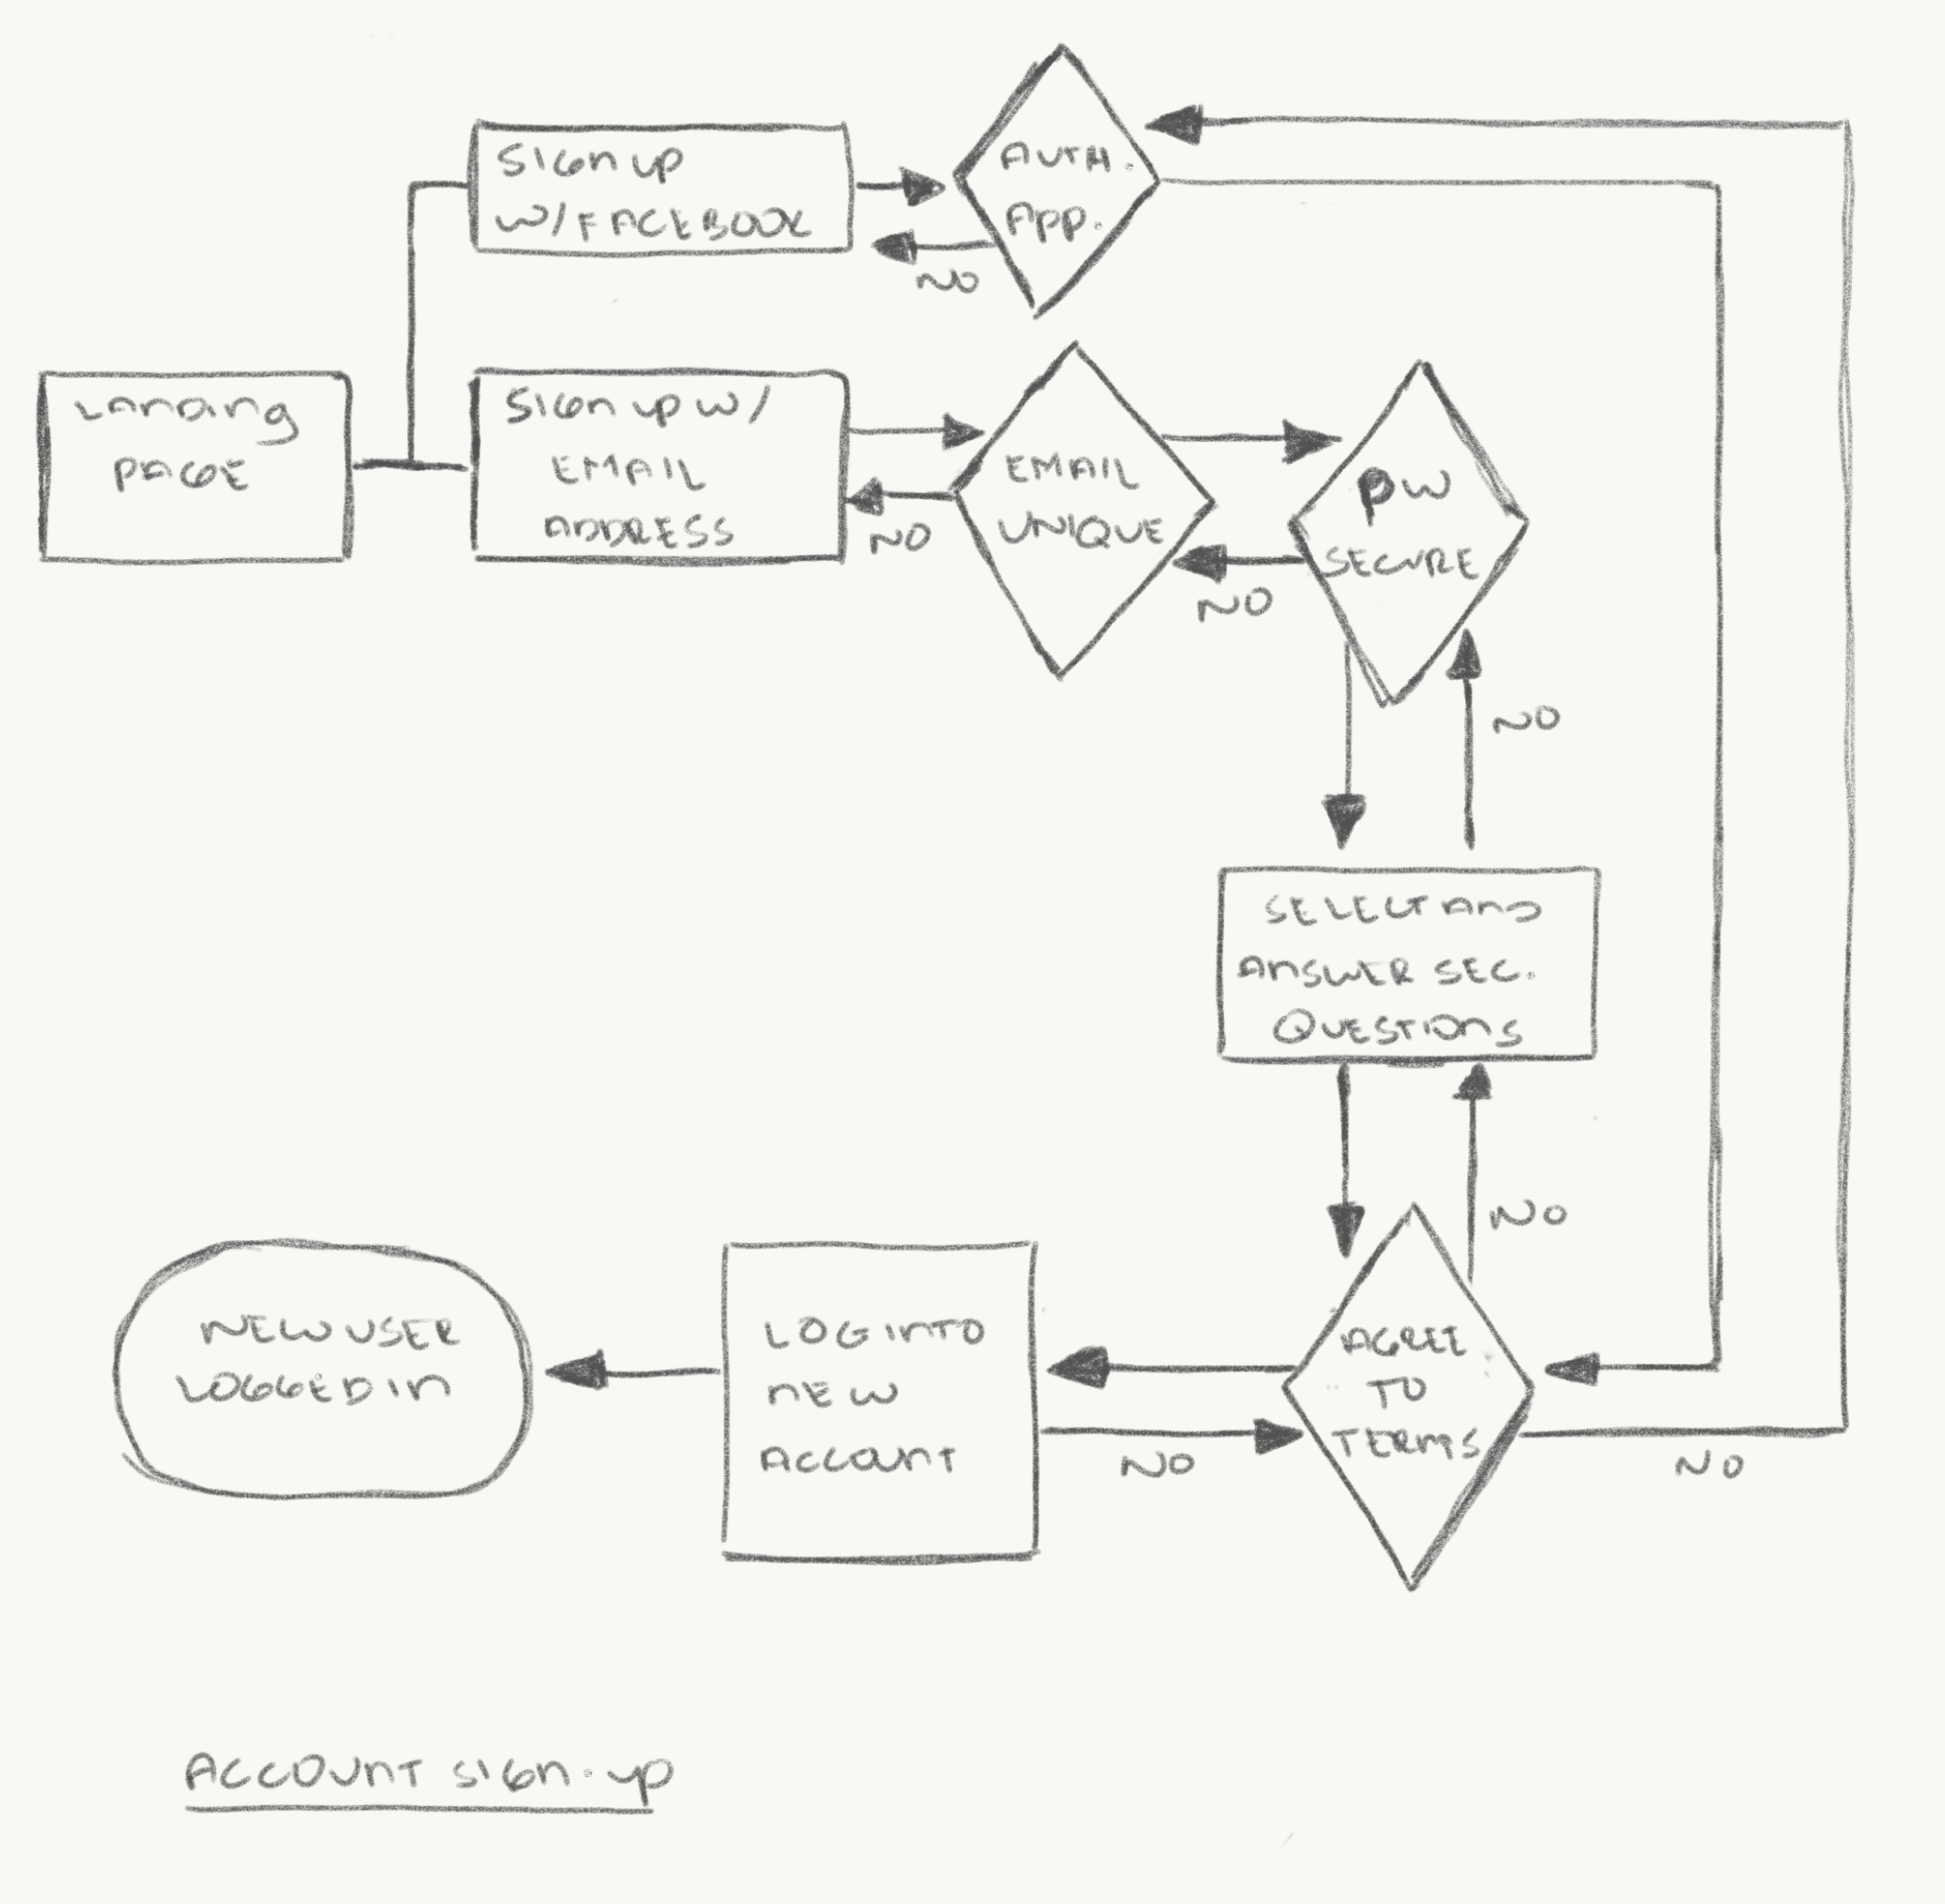 SIGN UP
W/ FACEBOOK
AUTH.
APP.
NO
LANDING
PAGE
SIGN UP W/
EMAIL
ADDRESS
NO
EMAIL
UNIQUE
NO
PW
SECURE
NO
SELECT AND
ANSWER SEC.
QUESTIONS
NO
AGREE
TO
TERMS
NO
LOG INTO
NEW
ACCOUNT
NO
NEW USER
LOGGED IN
ACCOUNT SIGN-UP